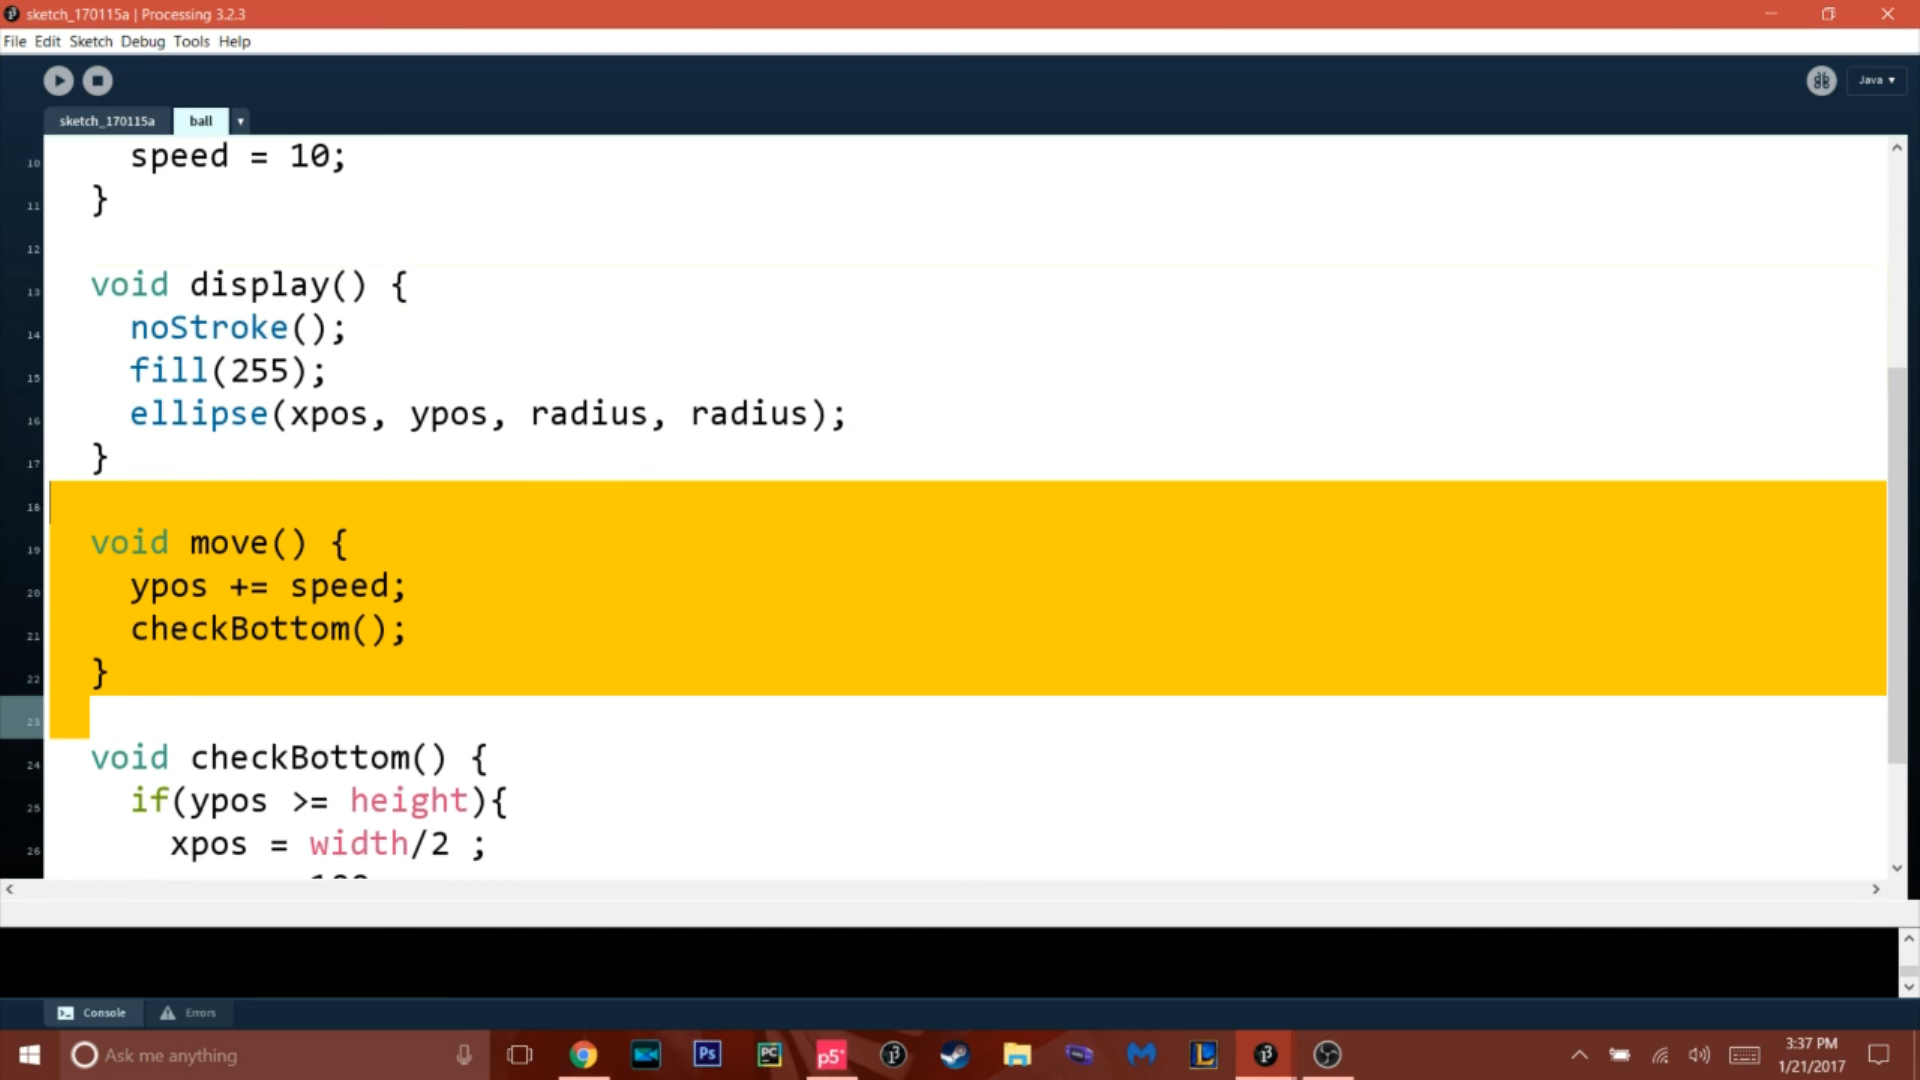 sketch_170115a | Processing 3.2.3
File Edit Sketch Debug Tools Help
Java
sketch_170115a ball
10 speed = 10;
11 }
12
13 void display() {
14 noStroke();
15 fill(255);
16 ellipse(xpos, ypos, radius, radius);
17 }
18
19 void move() {
20 ypos += speed;
21 checkBottom();
22 }
23
24 void checkBottom() {
25 if(ypos >= height){
26 xpos = width/2 ;
Console Errors
Ask me anything
Ps PC p5* L
3:37 PM
1/21/2017